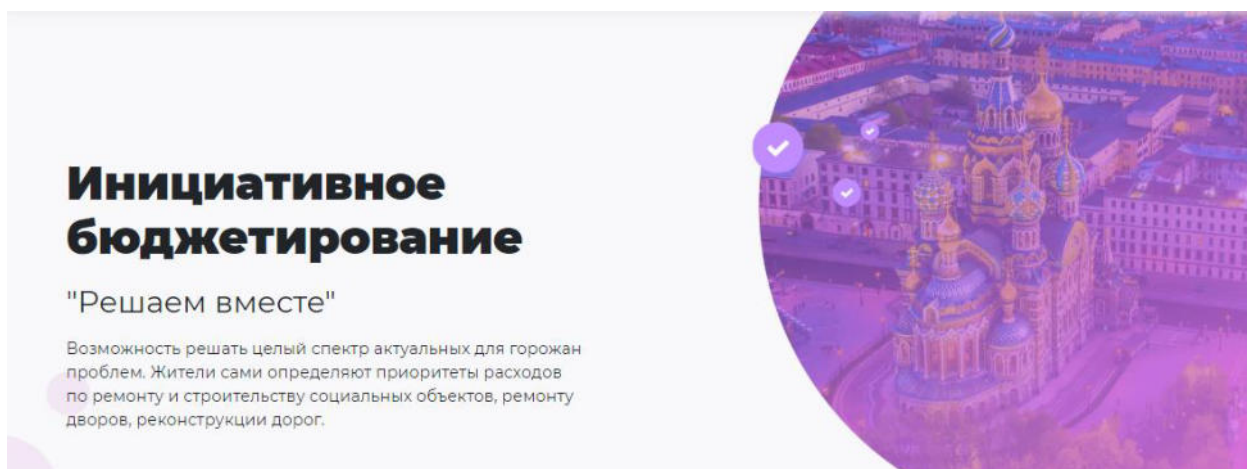 Инициативное
бюджетирование
"Решаем вместе"
Возможность решать целый спектр актуальных для горожан
проблем. Жители сами определяют приоритеты расходов
по ремонту и строительству социальных объектов, ремонту
дворов, реконструкции дорог.